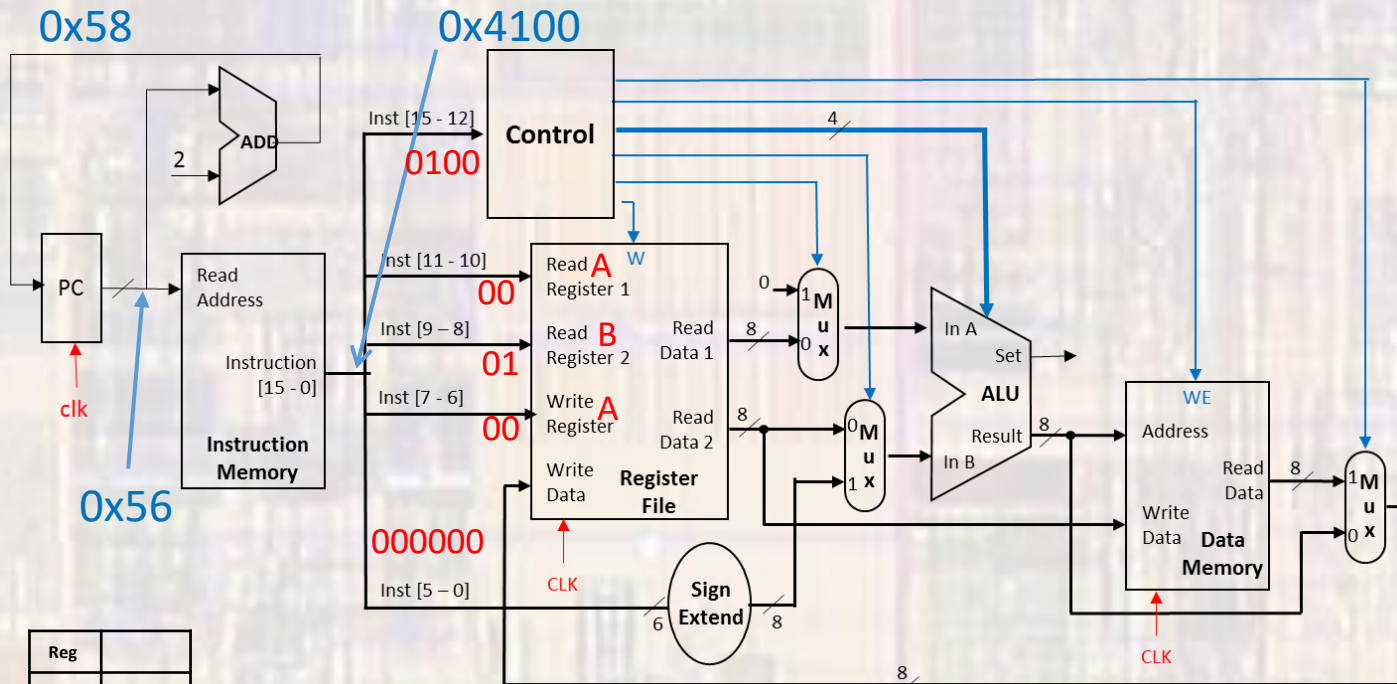 0x58
0x4100
Inst [15 - 12]
0100
Control
4
ADD
2
PC
clk
0x56
Read
Address
Instruction
[15 - 0]
Instruction
Memory
Inst [11 - 10]
00
Inst [9 – 8]
01
Inst [7 - 6]
00
000000
Inst [5 – 0]
6
W
Read A
Register 1
Read B
Register 2
Write A
Register
Write
Data
Read
Data 1
Read
Data 2
Register
File
CLK
8
8
Sign
Extend
8
0
1
0
M
u
x
0
1
M
u
x
In A
Set
ALU
Result
In B
8
WE
Address
Read
Data
Write
Data
Data
Memory
CLK
8
1
0
M
u
x
8
Reg